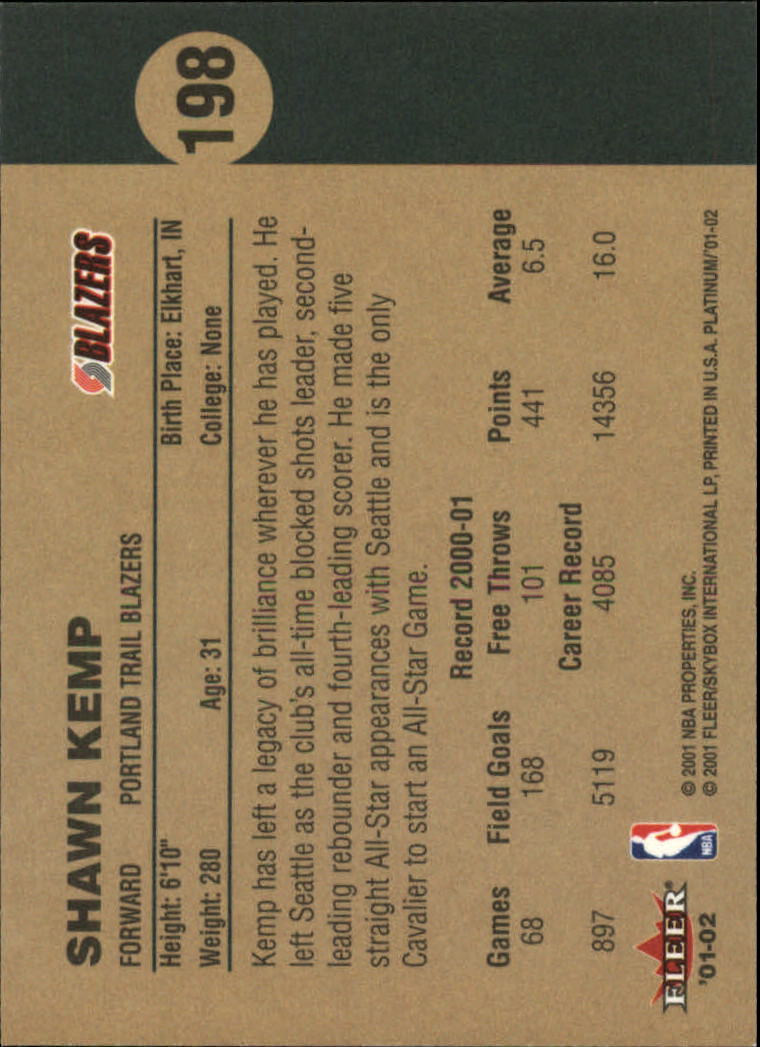 198
BLAZERS
SHAWN KEMP
FORWARD PORTLAND TRAIL BLAZERS
Height: 6'10" Birth Place: Elkhart, IN
Weight: 280 Age: 31 College: None
Kemp has left a legacy of brilliance wherever he has played. He
left Seattle as the club's all-time blocked shots leader, second-
leading rebounder and fourth-leading scorer. He made five
straight All-Star appearances with Seattle and is the only
Cavalier to start an All-Star Game.
Record 2000-01
Games Field Goals Free Throws Points Average
68 168 101 441 6.5
Career Record
897 5119 4085 14356 16.0
FLEER®
'01-02
NBA
© 2001 NBA PROPERTIES, INC.
© 2001 FLEER/SKYBOX INTERNATIONAL LP, PRINTED IN U.S.A. PLATINUM/'01-02